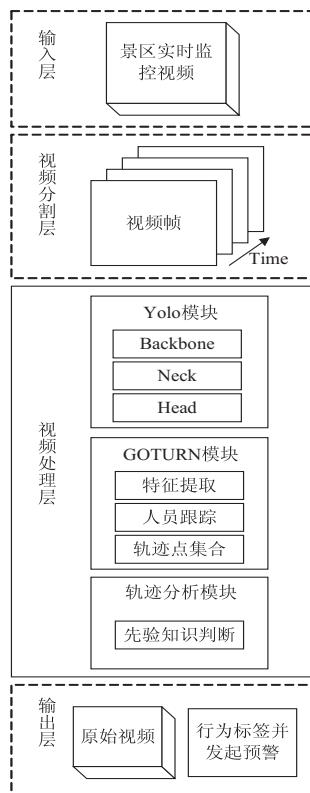 输入层
景区实时监
控视频
视频分割层
视频帧
Time
视频处理层
Yolo模块
Backbone
Neck
Head
GOTURN模块
特征提取
人员跟踪
轨迹点集合
轨迹分析模块
先验知识判断
输出层
原始视频
行为标签并
发起预警